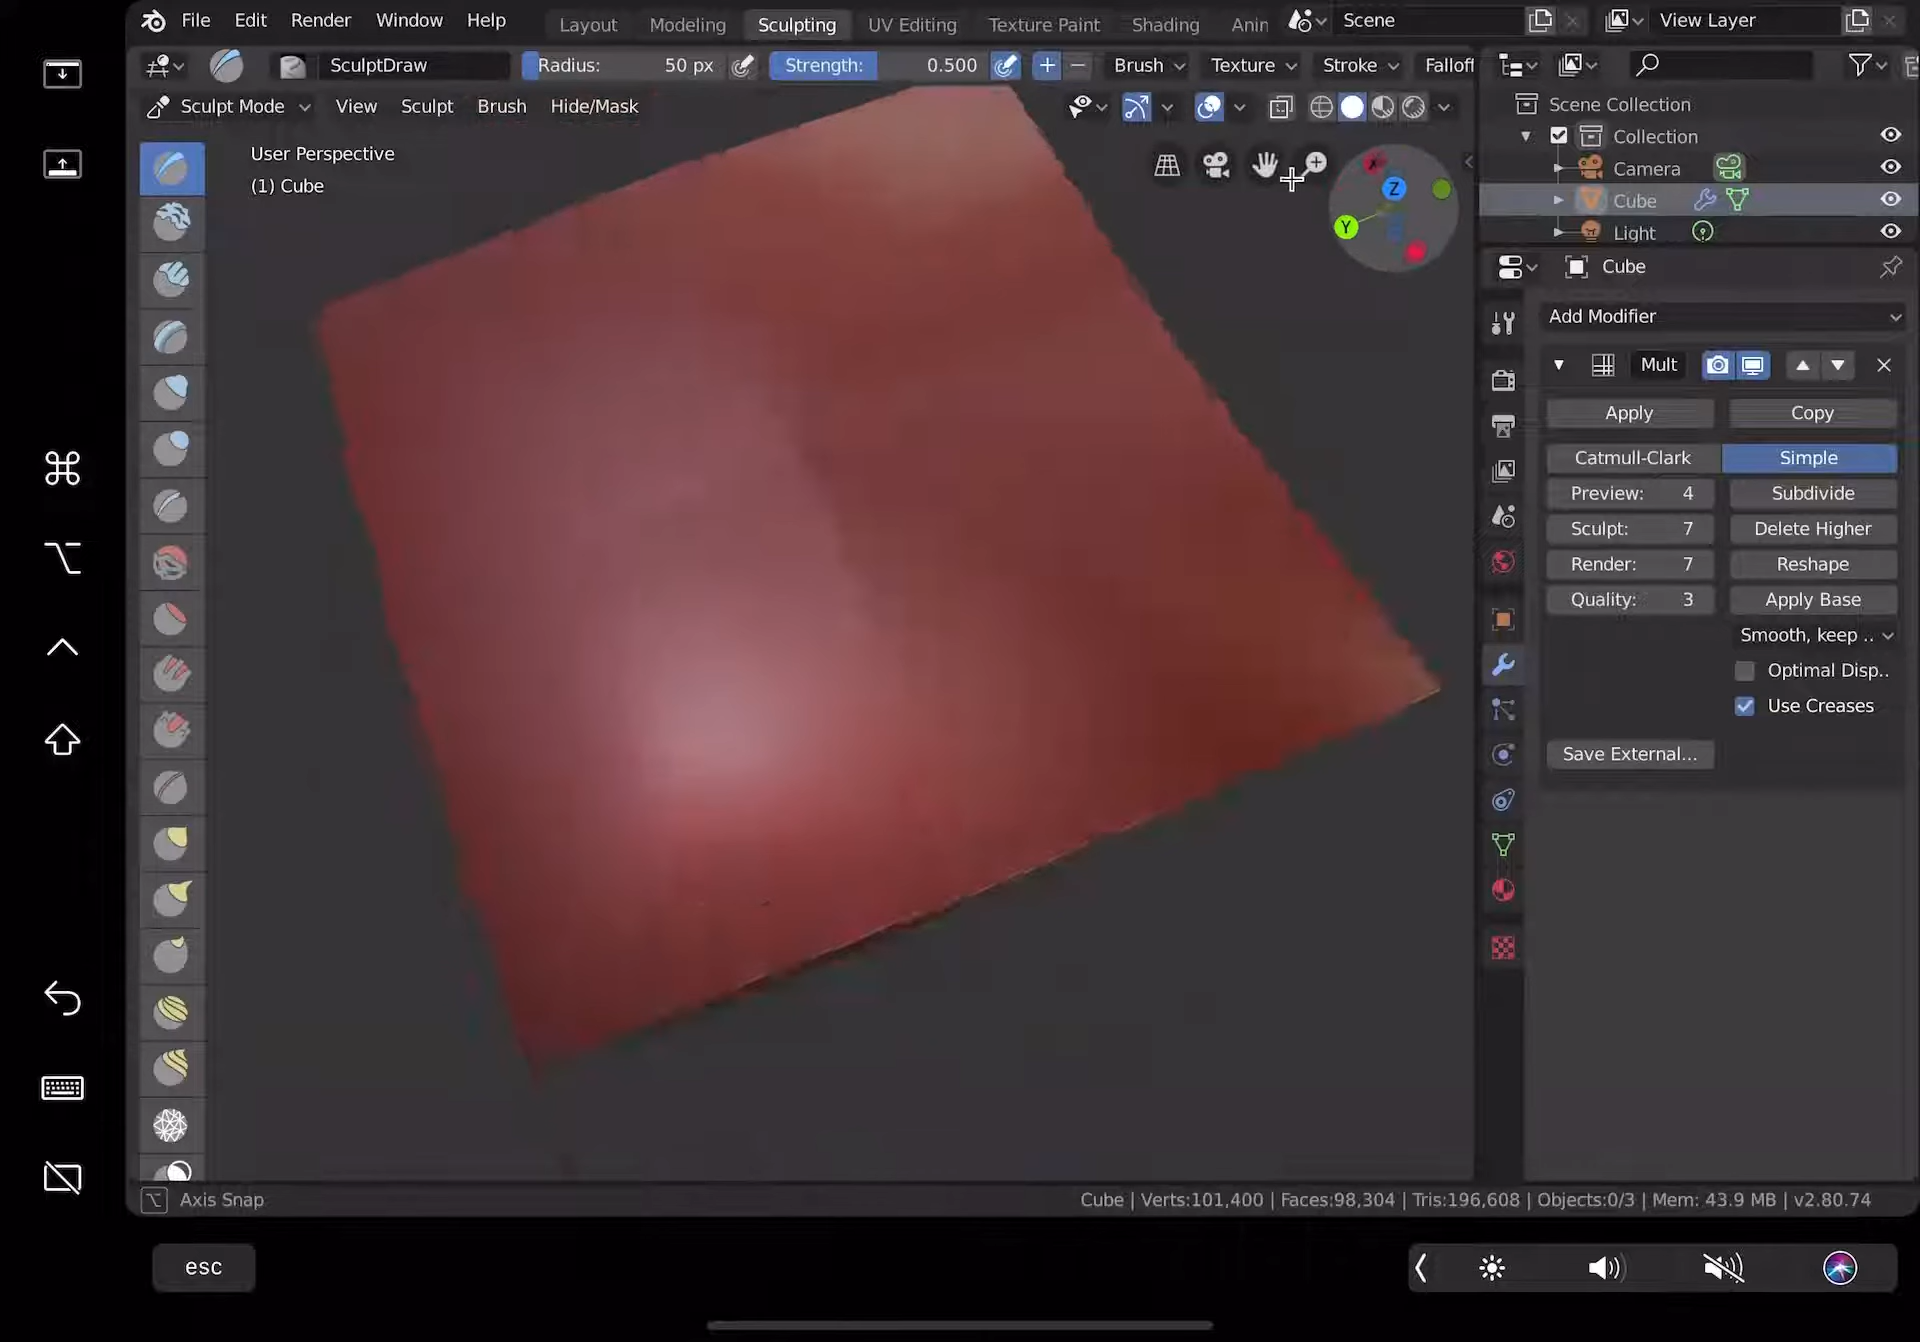 File Edit Render Window Help Layout Modeling Sculpting UV Editing Texture Paint Shading Anin Scene View Layer
SculptDraw Radius: 50 px Strength: 0.500 Brush Texture Stroke Falloff
Sculpt Mode View Sculpt Brush Hide/Mask
User Perspective
(1) Cube
X
Z
Y
Scene Collection
Collection
Camera
Cube
Light
Cube
Add Modifier
Mult
Apply Copy
Catmull-Clark Simple
Preview: 4 Subdivide
Sculpt: 7 Delete Higher
Render: 7 Reshape
Quality: 3 Apply Base
Smooth, keep ..
Optimal Disp..
Use Creases
Save External...
Axis Snap Cube | Verts:101,400 | Faces:98,304 | Tris:196,608 | Objects:0/3 | Mem: 43.9 MB | v2.80.74
esc